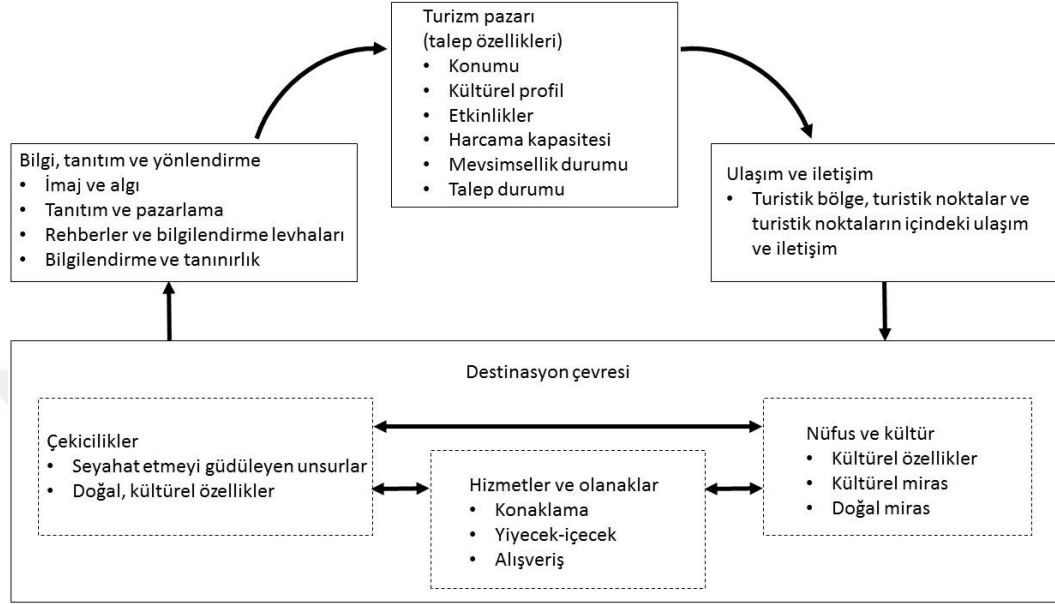 Turizm pazarı
(talep özellikleri)
• Konumu
• Kültürel profil
• Etkinlikler
• Harcama kapasitesi
• Mevsimsellik durumu
• Talep durumu
Bilgi, tanıtım ve yönlendirme
• İmaj ve algı
• Tanıtım ve pazarlama
• Rehberler ve bilgilendirme levhaları
• Bilgilendirme ve tanınırlık
Ulaşım ve iletişim
• Turistik bölge, turistik noktalar ve
turistik noktaların içindeki ulaşım
ve iletişim
Destinasyon çevresi
Çekicilikler
• Seyahat etmeyi güdüleyen unsurlar
• Doğal, kültürel özellikler
Hizmetler ve olanaklar
• Konaklama
• Yiyecek-içecek
• Alışveriş
Nüfus ve kültür
• Kültürel özellikler
• Kültürel miras
• Doğal miras